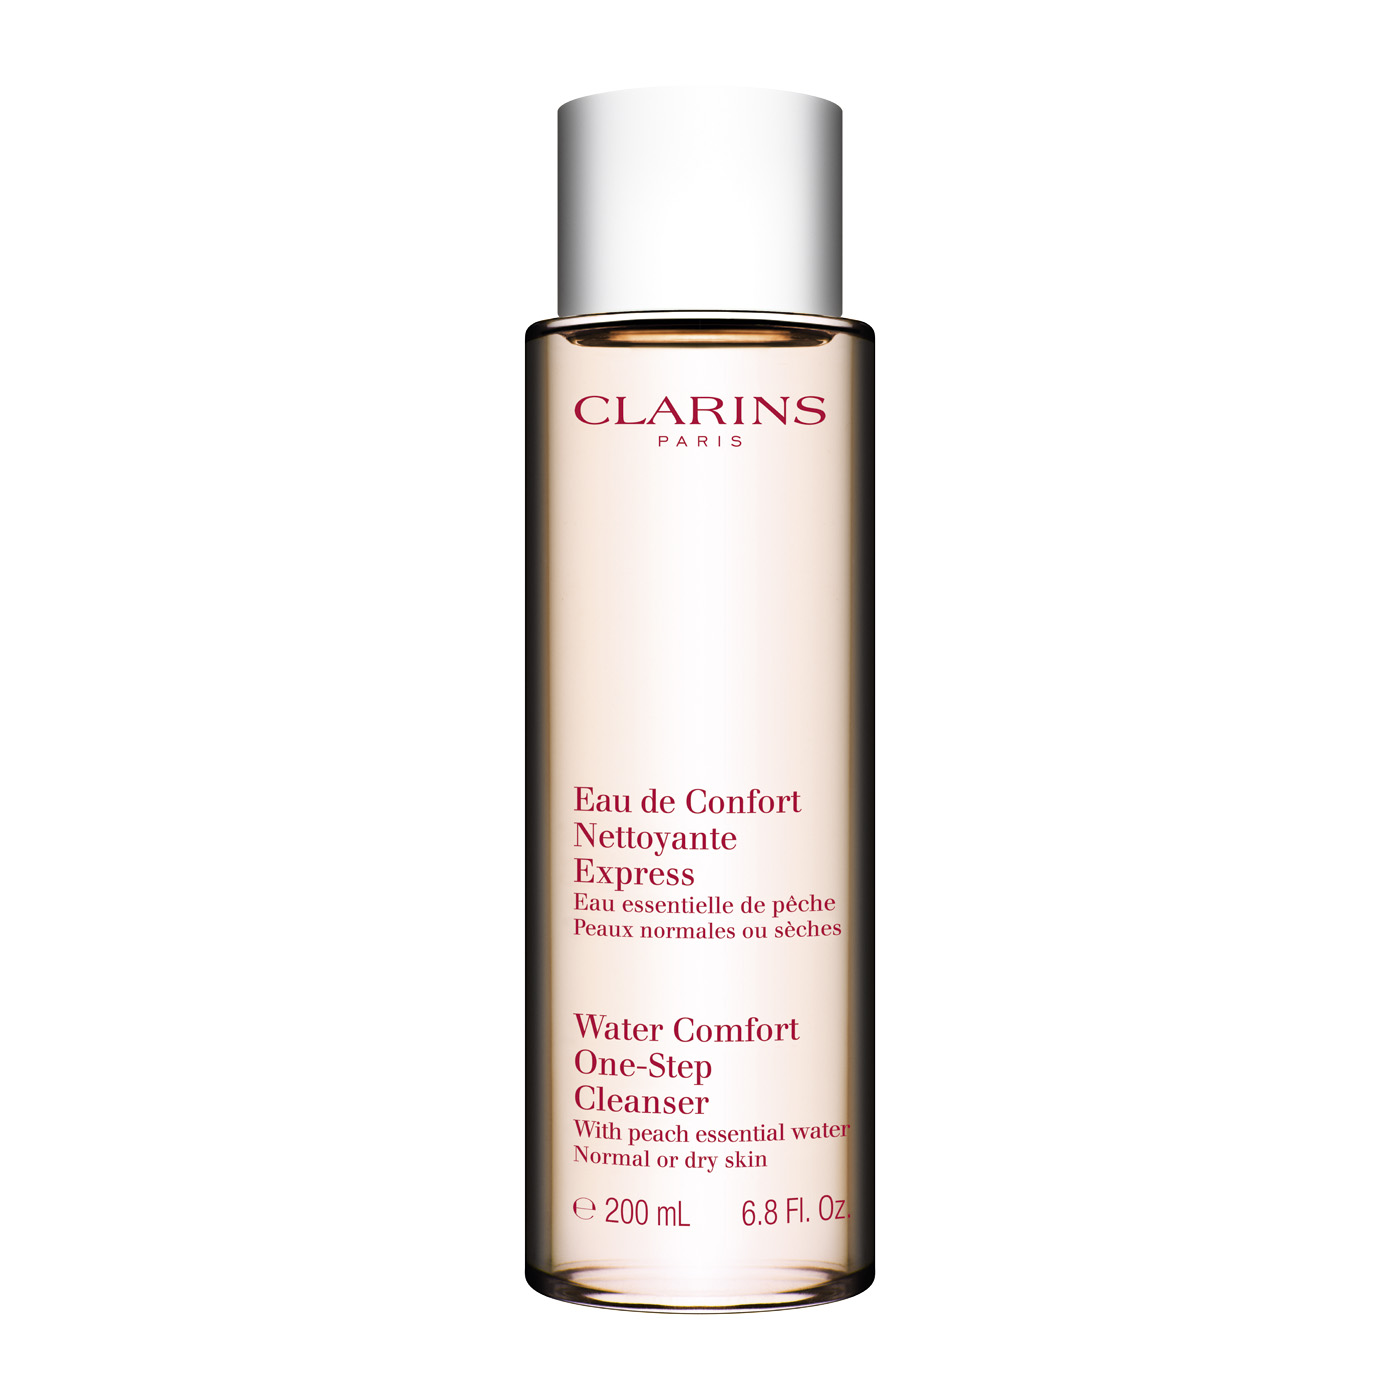 CLARINS
PARIS
Eau de Confort
Nettoyante
Express
Eau essentielle de pêche
Peaux normales ou sèches
Water Comfort
One-Step
Cleanser
With peach essential water
Normal or dry skin
℮ 200 mL 6.8 Fl. Oz.